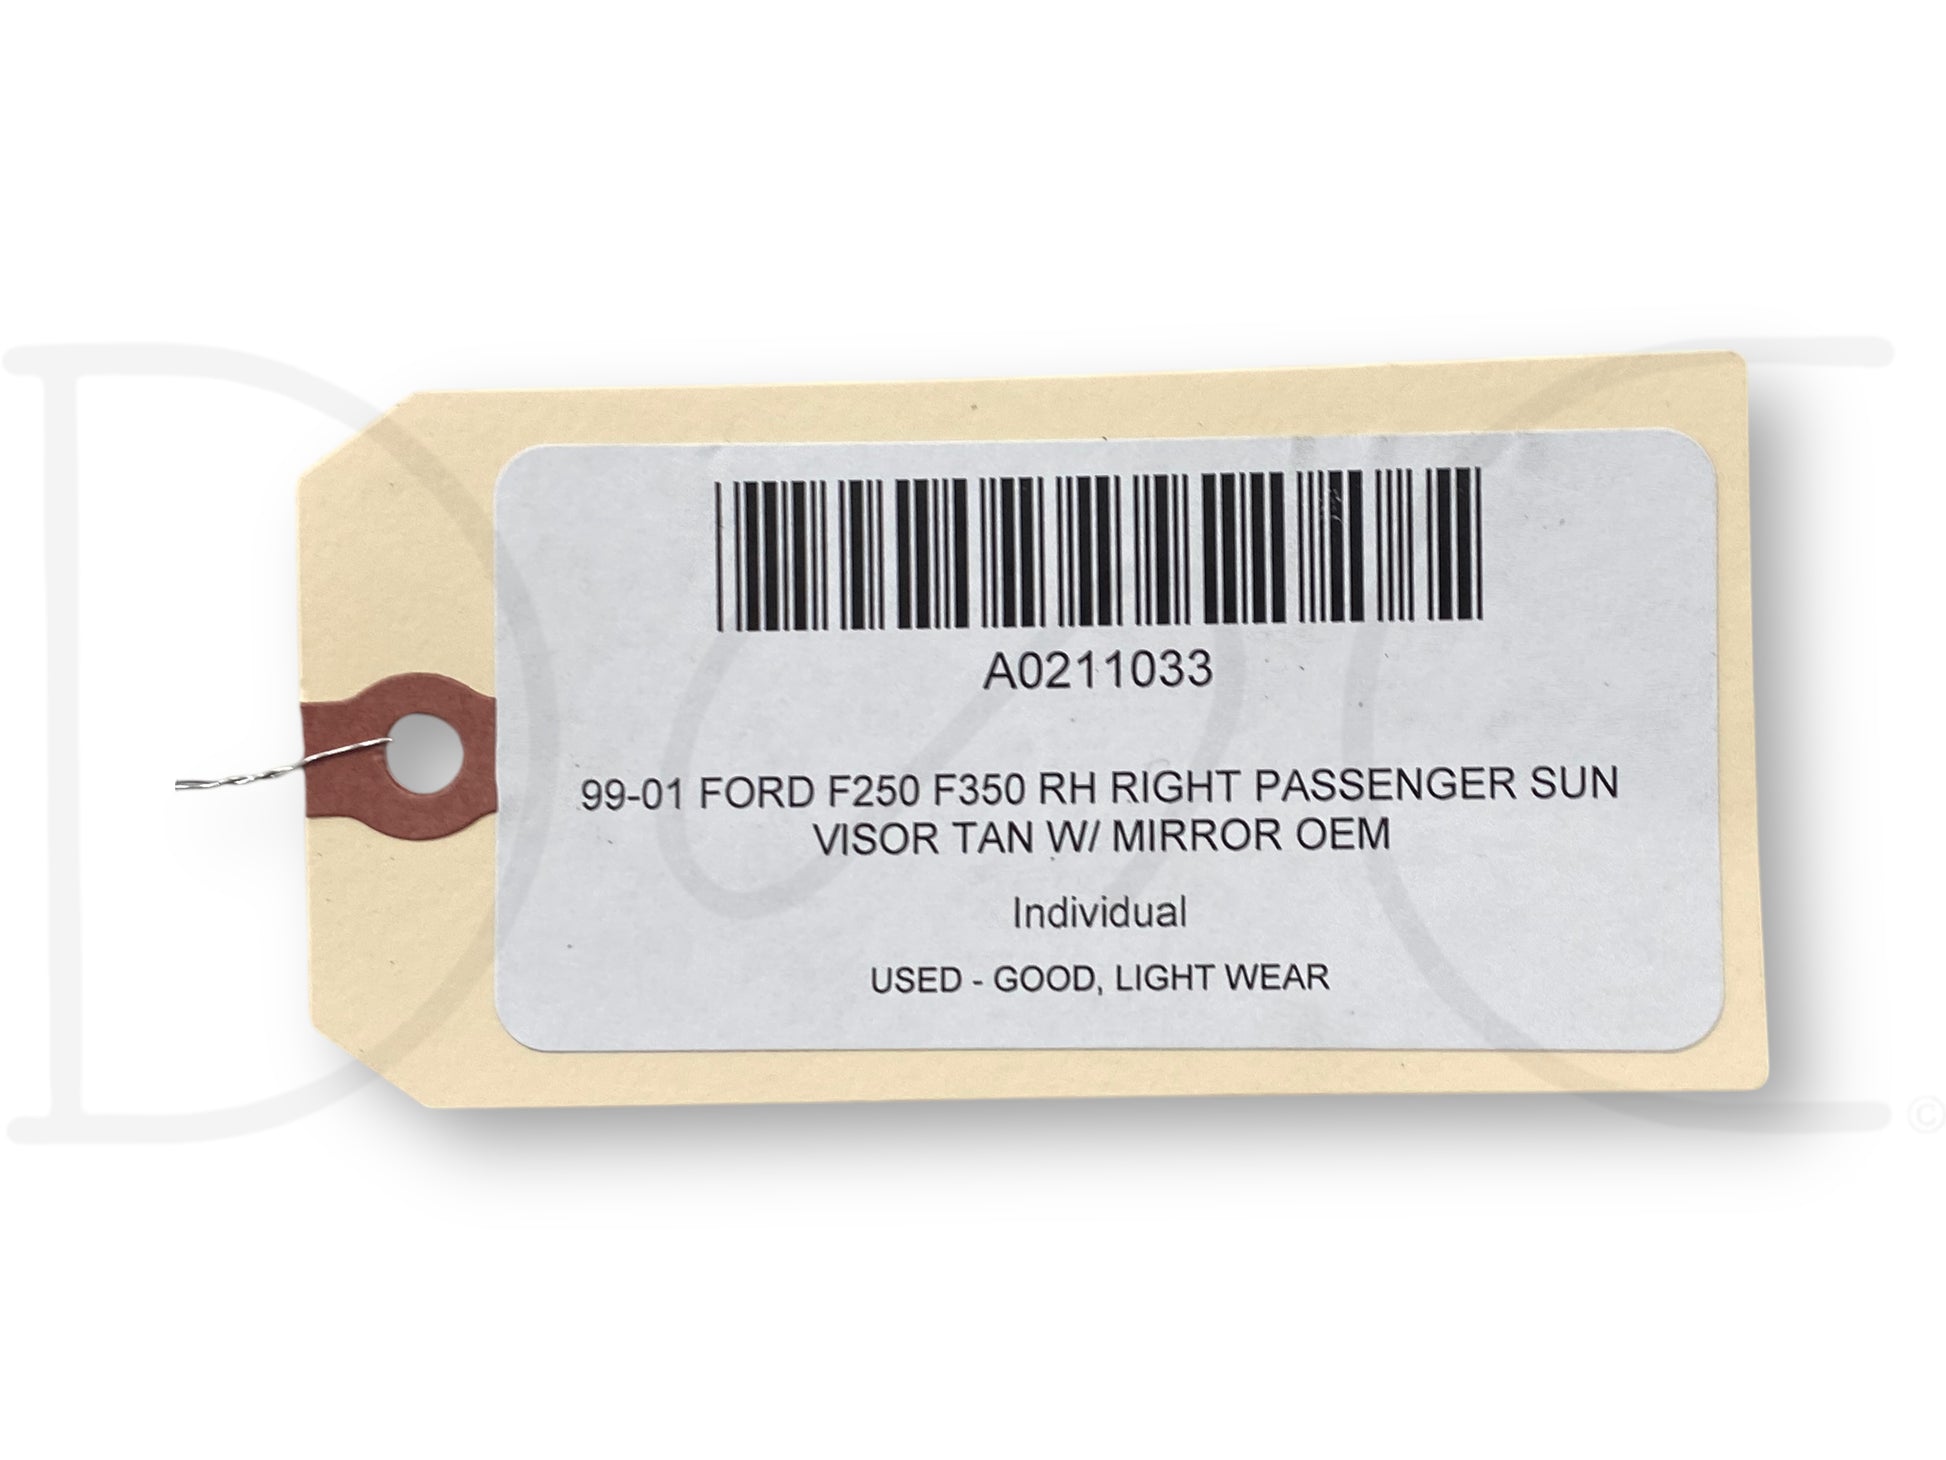 A0211033
99-01 FORD F250 F350 RH RIGHT PASSENGER SUN
VISOR TAN W/ MIRROR OEM
Individual
USED - GOOD, LIGHT WEAR
©